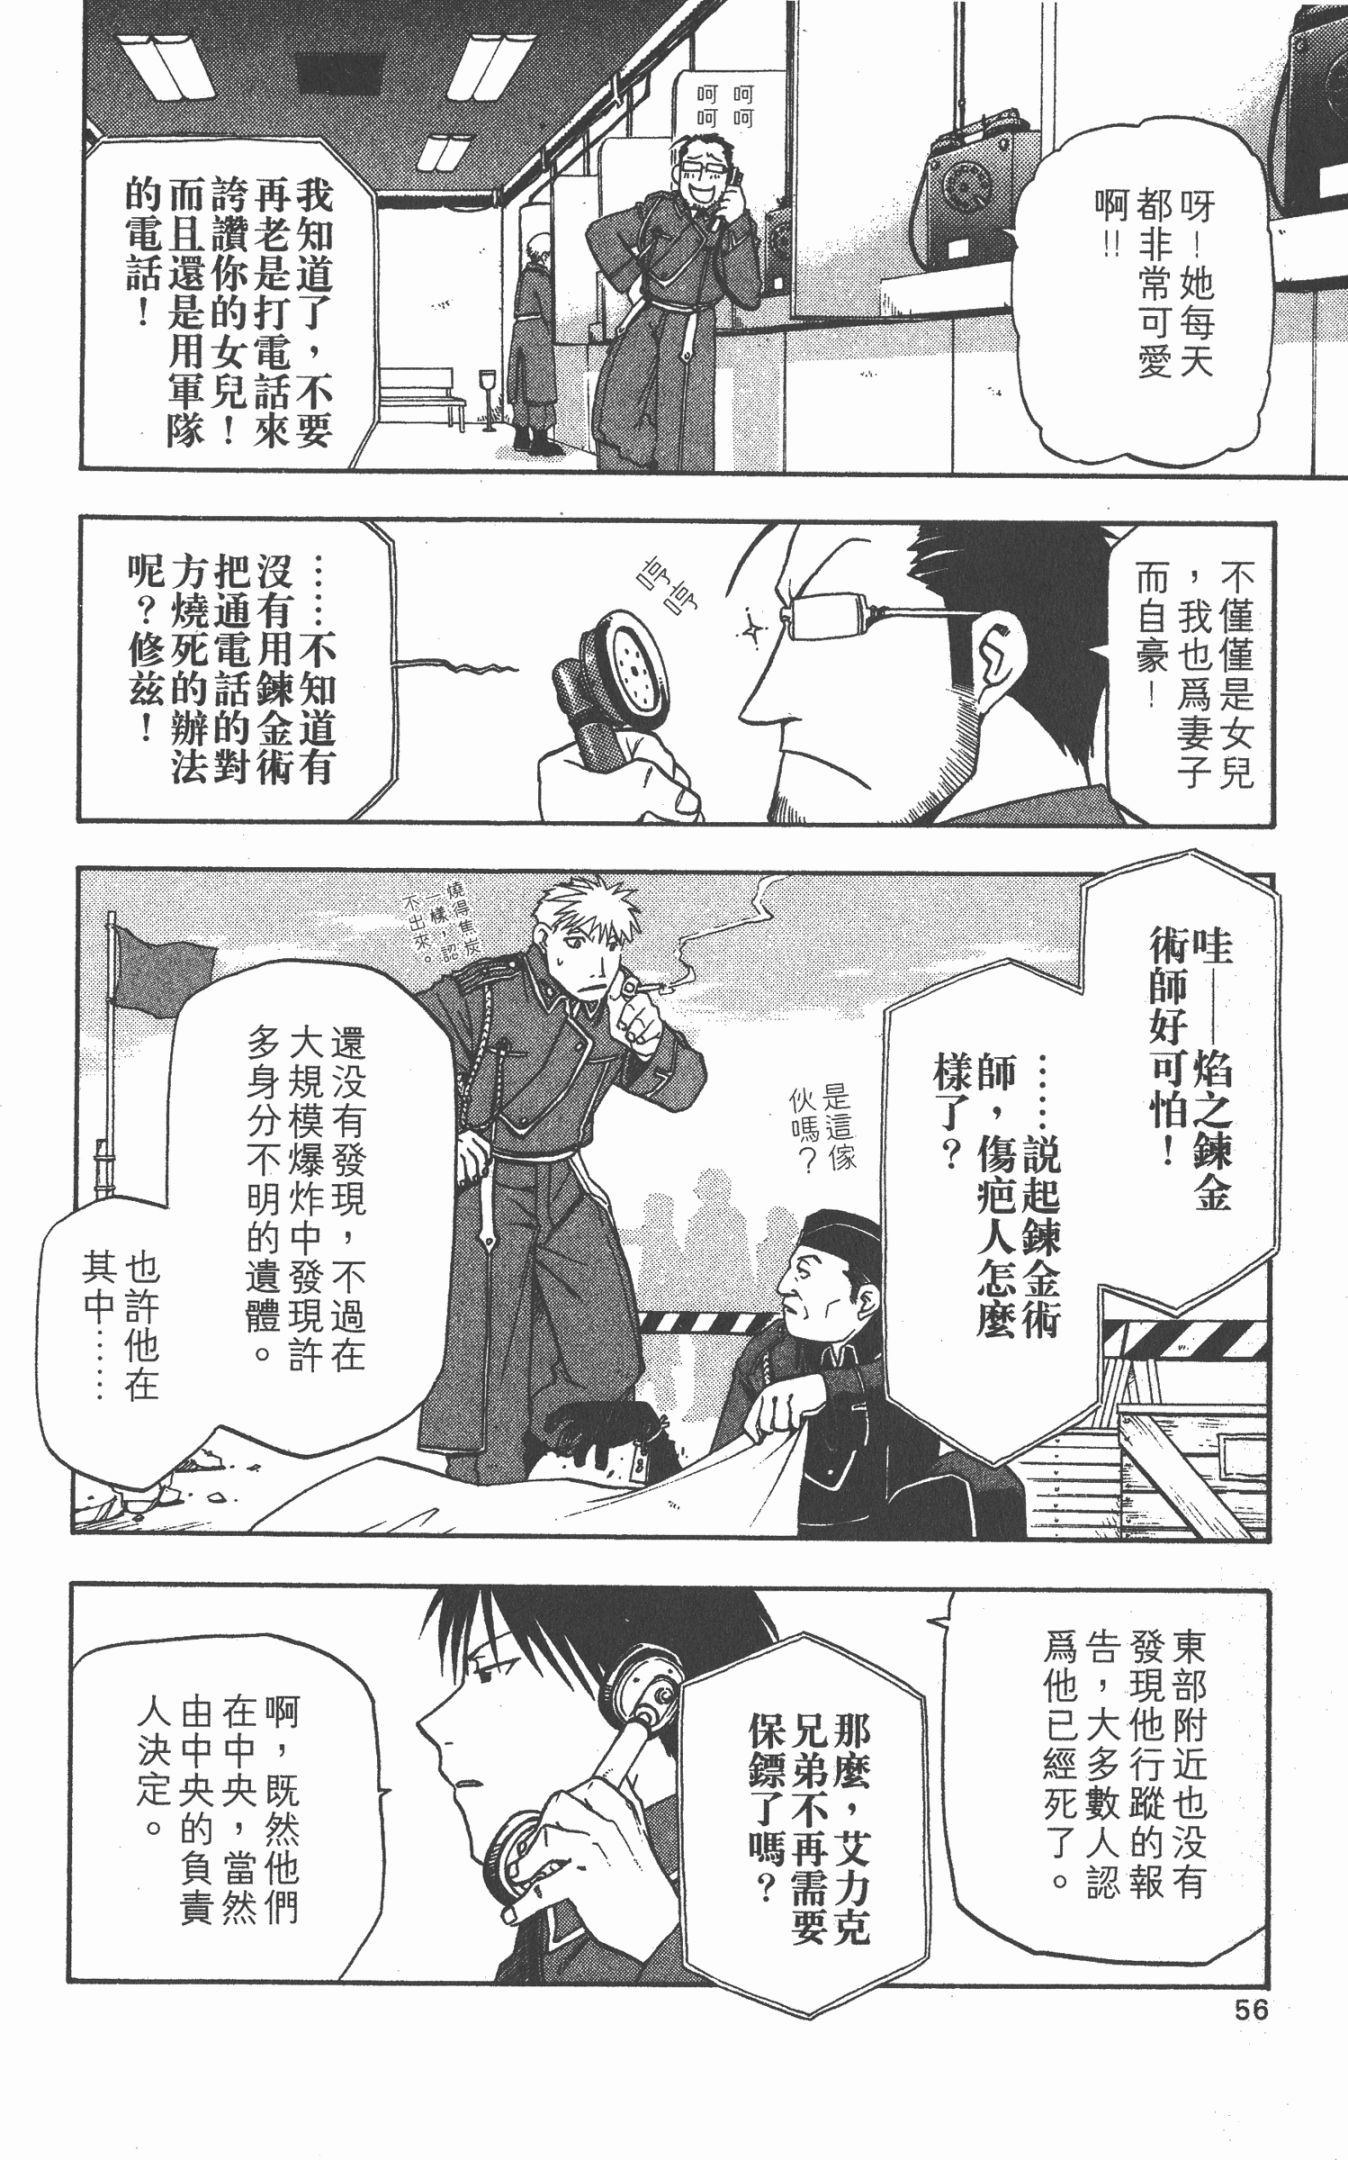 呀！她每天
都非常可愛
啊!!
呵呵
呵呵
我知道了，不要
再老是打電話來
誇讚你的女兒！
而且還是用軍隊
的電話！
不僅僅是女兒
，我也爲妻子
而自豪！
哼哼
……不知道有
沒有用鍊金術
把通電話的對
方燒死的辦法
呢？修茲！
哇——焰之鍊金
術師好可怕！
……説起鍊金術
師，傷疤人怎麼
樣了？
是這傢
伙嗎？
燒得焦炭
一樣，認
不出來。
還没有發現，不過在
大規模爆炸中發現許
多身分不明的遺體。
也許他在
其中……
東部附近也没有
發現他行蹤的報
告，大多數人認
爲他已經死了。
那麼，艾力克
兄弟不再需要
保鏢了嗎？
啊，既然他們
在中央，當然
由中央的負責
人決定。
56